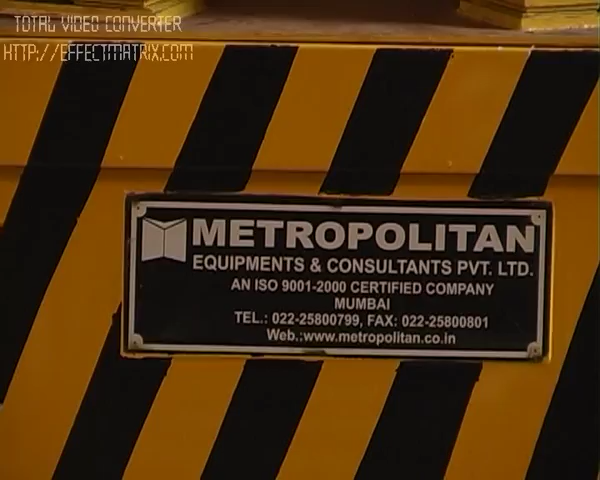 TOTAL VIDEO CONVERTER
HTTP://EFFECTMATRIX.COM
METROPOLITAN
EQUIPMENTS & CONSULTANTS PVT. LTD.
AN ISO 9001-2000 CERTIFIED COMPANY
MUMBAI
TEL.: 022-25800799, FAX: 022-25800801
Web.:www.metropolitan.co.in